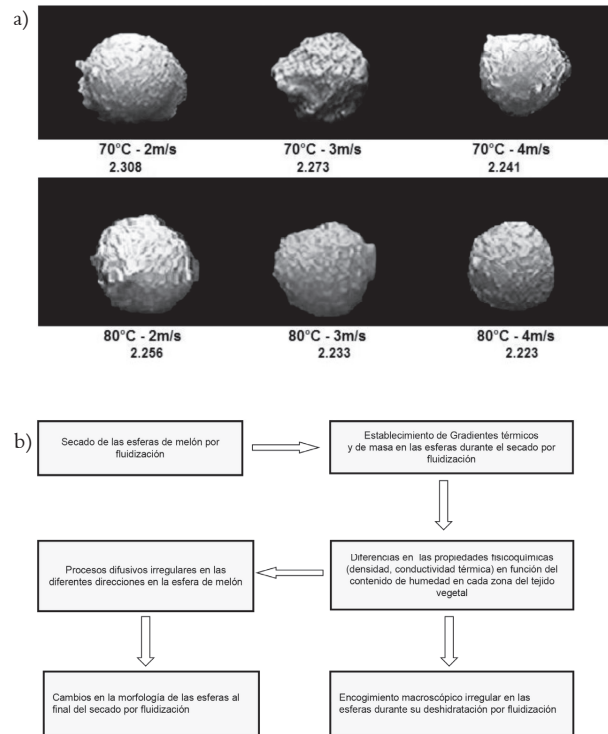 a)
70°C - 2m/s 70°C - 3m/s 70°C - 4m/s
2.308 2.273 2.241
80°C - 2m/s 80°C - 3m/s 80°C - 4m/s
2.256 2.233 2.223
b)
Secado de las esferas de melón por
fluidización
Establecimiento de Gradientes térmicos
y de masa en las esferas durante el secado por
fluidización
Procesos difusivos irregulares en las
diferentes direcciones en la esfera de melón
Diferencias en las propiedades fisicoquímicas
(densidad, conductividad térmica) en función del
contenido de humedad en cada zona del tejido
vegetal
Cambios en la morfología de las esferas al
final del secado por fluidización
Encogimiento macroscópico irregular en las
esferas durante su deshidratación por fluidización